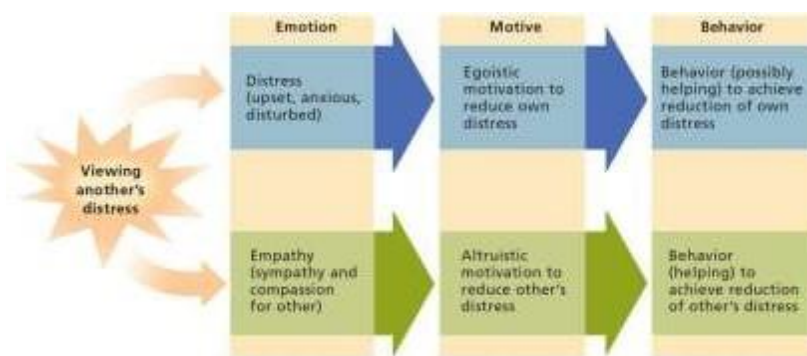 Emotion
Motive
Behavior
Viewing
another's
distress
Distress
(upset, anxious,
disturbed)
Egoistic
motivation to
reduce own
distress
Behavior (possibly
helping) to achieve
reduction of own
distress
Empathy
(sympathy and
compassion
for other)
Altruistic
motivation to
reduce other's
distress
Behavior
(helping) to
achieve reduction
of other's distress